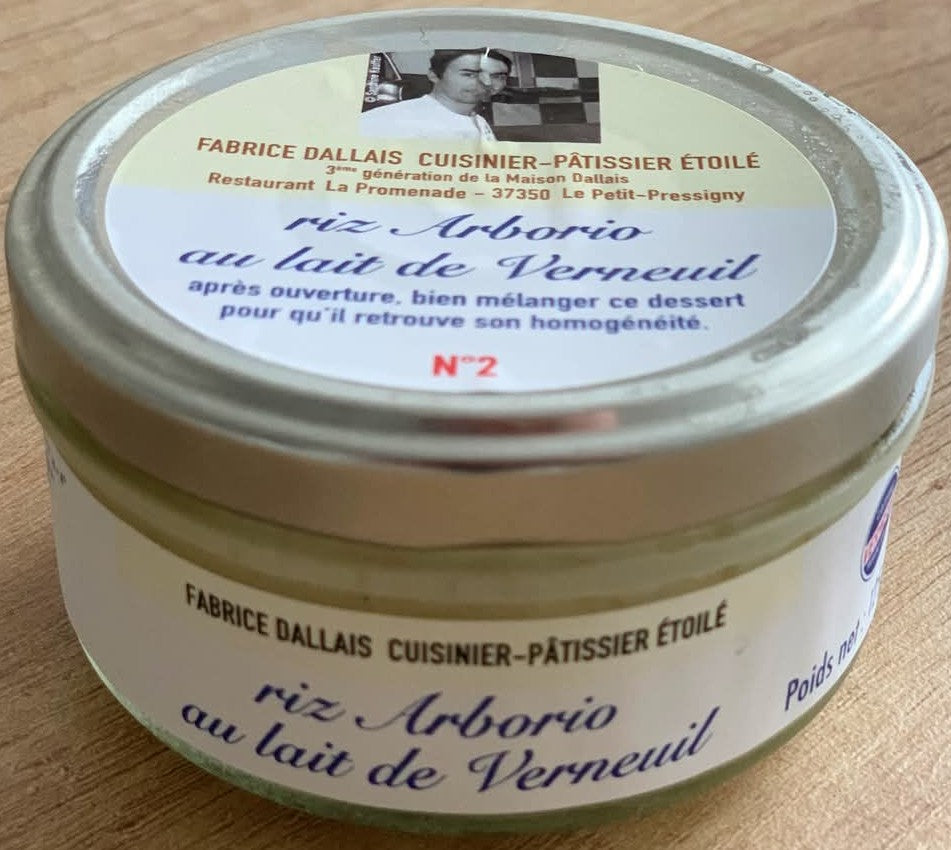 FABRICE DALLAIS CUISINIER-PÂTISSIER ÉTOILÉ
3ème génération de la Maison Dallais
Restaurant La Promenade - 37350 Le Petit-Pressigny
riz Arborio
au lait de Verneuil
après ouverture, bien mélanger ce dessert
pour qu'il retrouve son homogénéité.
N°2
FABRICE DALLAIS CUISINIER-PÂTISSIER ÉTOILÉ
riz Arborio
au lait de Verneuil
Poids net :